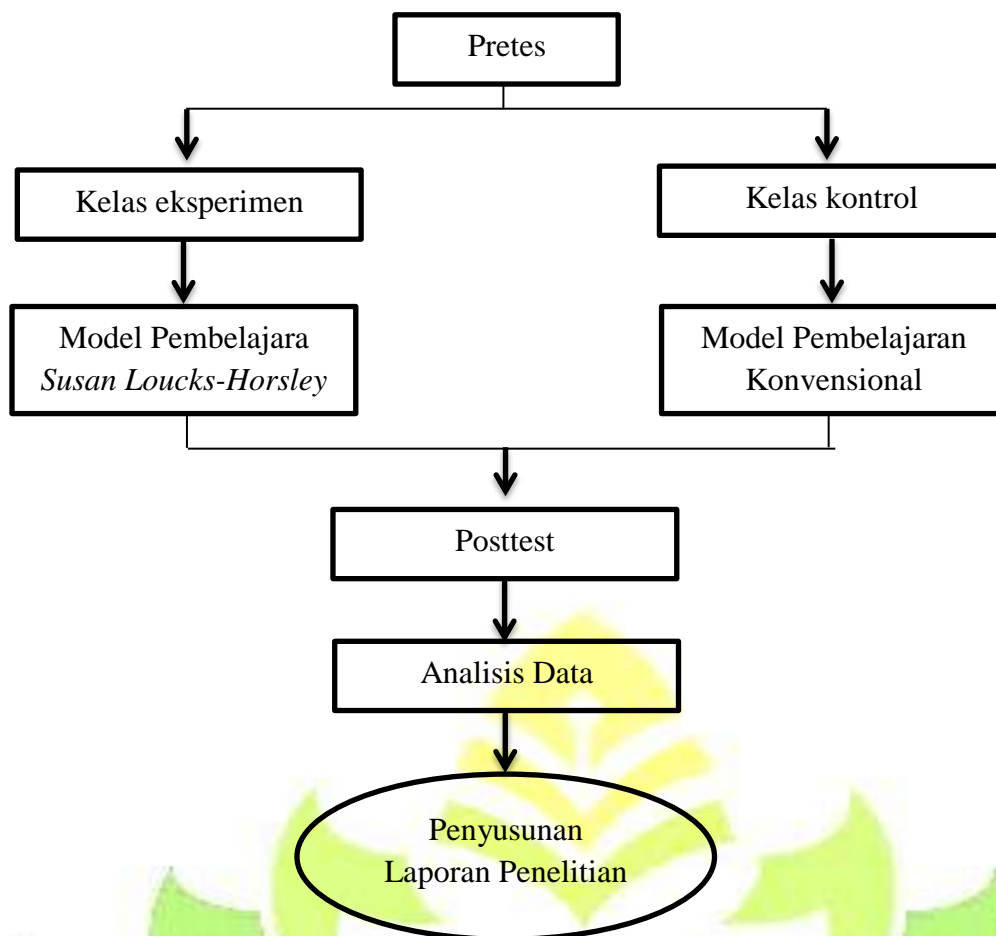 Pretes
Kelas eksperimen
Kelas kontrol
Model Pembelajara
Susan Loucks-Horsley
Model Pembelajaran
Konvensional
Posttest
Analisis Data
Penyusunan
Laporan Penelitian